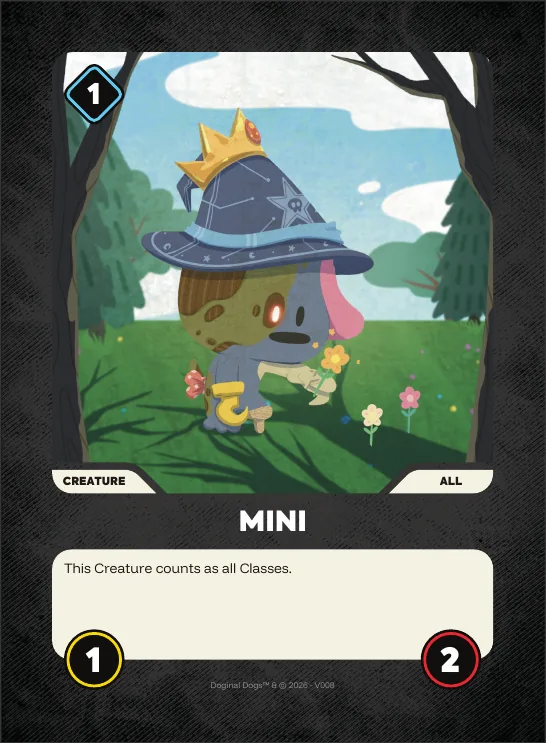 1
CREATURE
ALL
MINI
This Creature counts as all Classes.
1
2
Doginal Dogs™ & © 2026 - V008